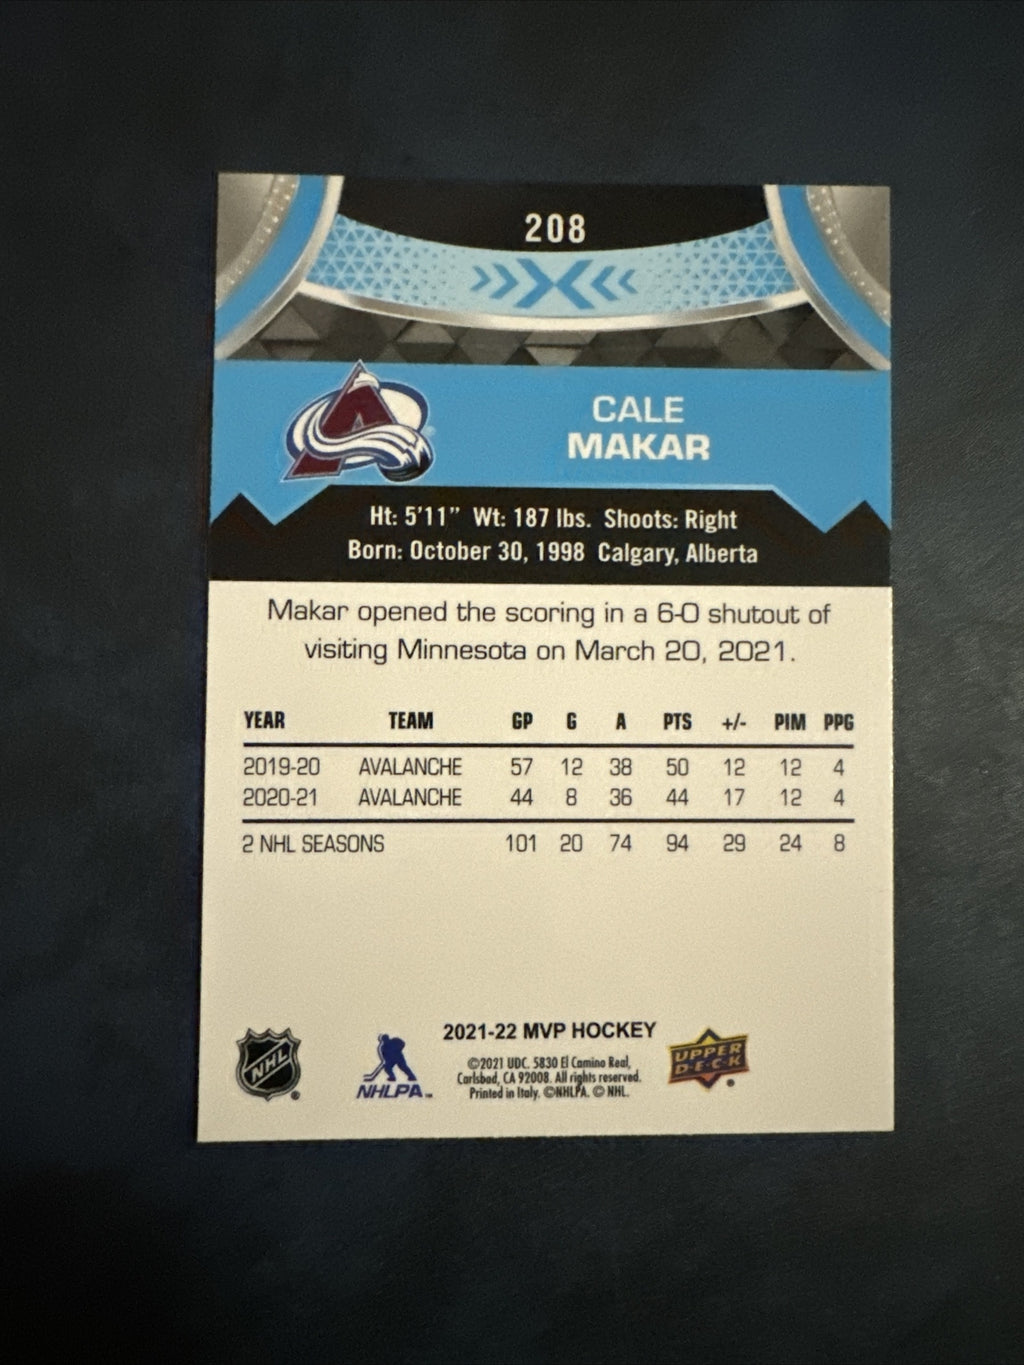 208
CALE
MAKAR
Ht: 5'11" Wt: 187 lbs. Shoots: Right
Born: October 30, 1998 Calgary, Alberta
Makar opened the scoring in a 6-0 shutout of
visiting Minnesota on March 20, 2021.
YEAR TEAM GP G A PTS +/- PIM PPG
2019-20 AVALANCHE 57 12 38 50 12 12 4
2020-21 AVALANCHE 44 8 36 44 17 12 4
2 NHL SEASONS 101 20 74 94 29 24 8
2021-22 MVP HOCKEY
©2021 UDC. 5830 El Camino Real,
Carlsbad, CA 92008. All rights reserved.
Printed in Italy. ©NHLPA. © NHL.
NHL®
NHLPA™
UPPER
D·E·C·K®